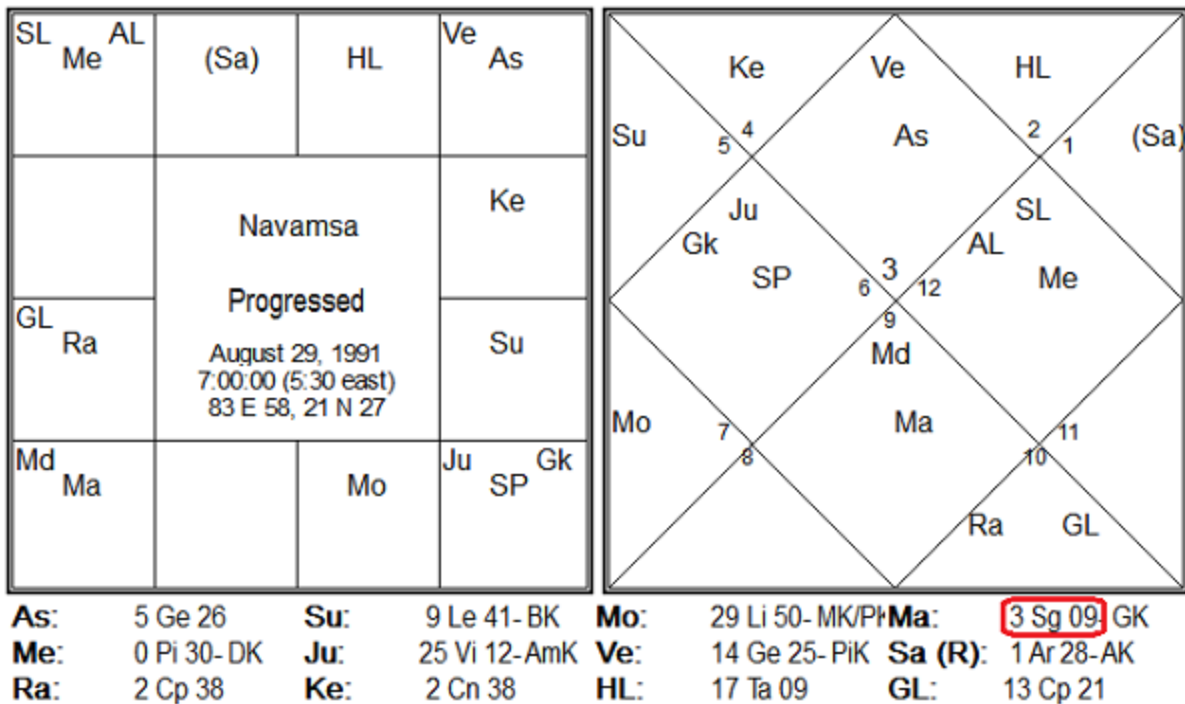 SL AL (Sa) HL Ve
Me As
Ke
Navamsa
Progressed
August 29, 1991
7:00:00 (5:30 east)
83 E 58, 21 N 27
GL
Ra
Su
Md
Ma
Mo
Ju Gk
SP
Ke Ve HL
Su 5 4 As 2 1 (Sa)
Ju SL
Gk AL
SP 3 Me
6 12
9
Md
Mo 7 Ma 11
8 10
Ra GL
As: 5 Ge 26 Su: 9 Le 41- BK Mo: 29 Li 50- MK/PK Ma: 3 Sg 09- GK
Me: 0 Pi 30- DK Ju: 25 Vi 12- AmK Ve: 14 Ge 25- PiK Sa (R): 1 Ar 28- AK
Ra: 2 Cp 38 Ke: 2 Cn 38 HL: 17 Ta 09 GL: 13 Cp 21